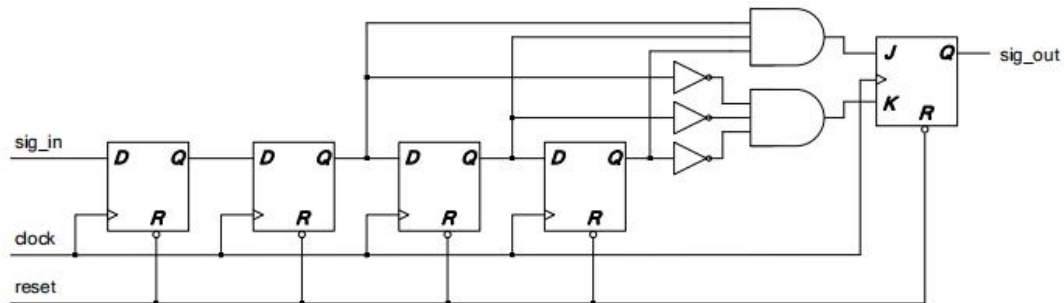 J Q
sig_out
K
R
sig_in
D Q
R
D Q
R
D Q
R
D Q
R
clock
reset